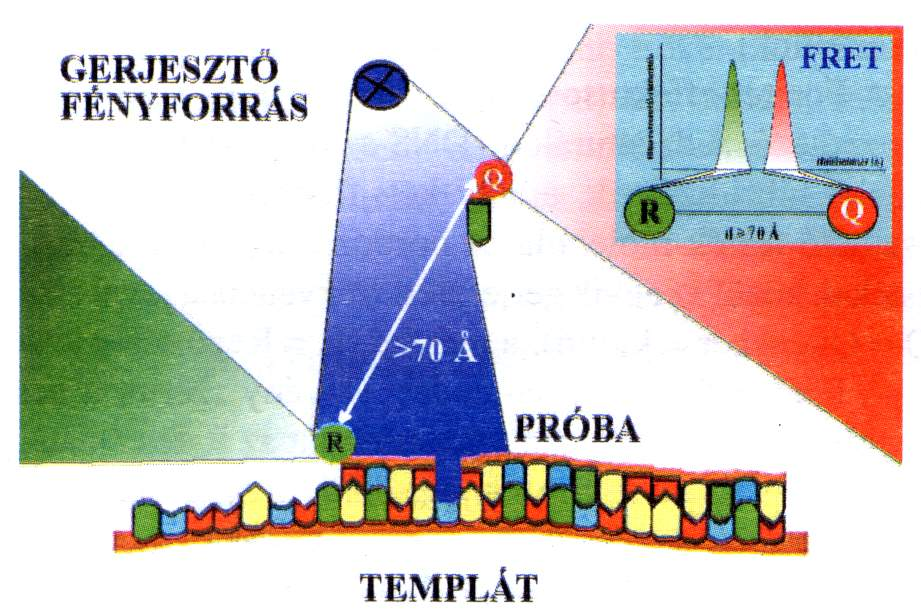 GERJESZTŐ
FÉNYFORRÁS
FRET
R
Q
d ≥ 70 Å
Q
>70 Å
R
PRÓBA
TEMPLÁT